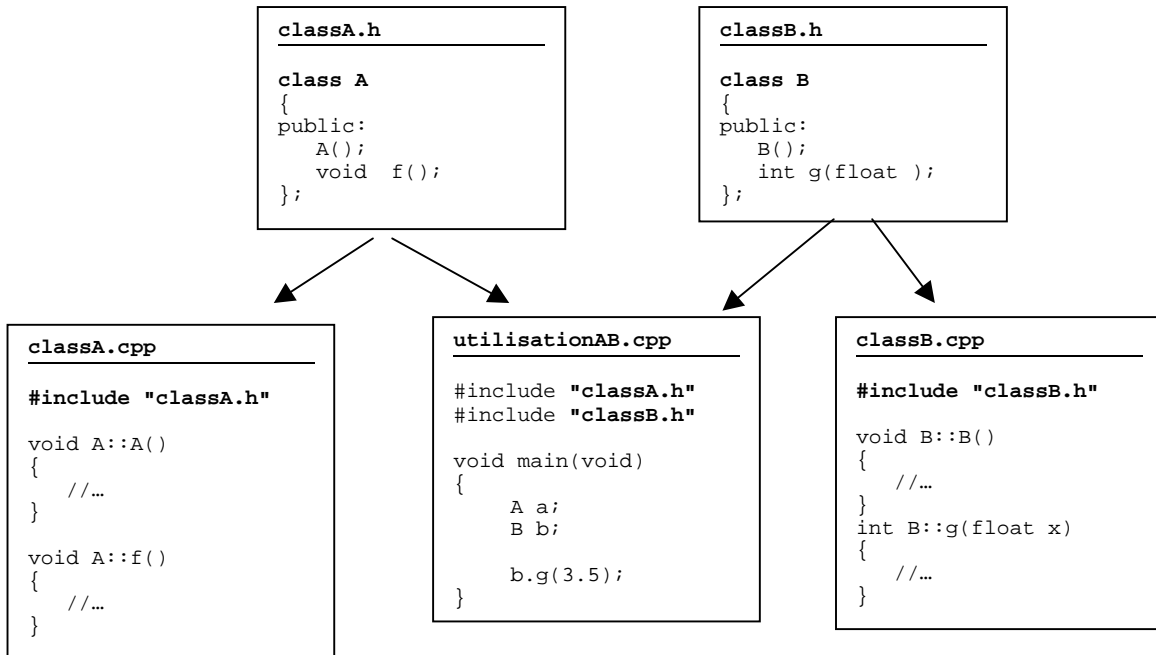 classA.h
class A
{
public:
A();
void f();
};
classB.h
class B
{
public:
B();
int g(float );
};
classA.cpp
#include "classA.h"
void A::A()
{
//…
}
void A::f()
{
//…
}
utilisationAB.cpp
#include "classA.h"
#include "classB.h"
void main(void)
{
A a;
B b;
b.g(3.5);
}
classB.cpp
#include "classB.h"
void B::B()
{
//…
}
int B::g(float x)
{
//…
}